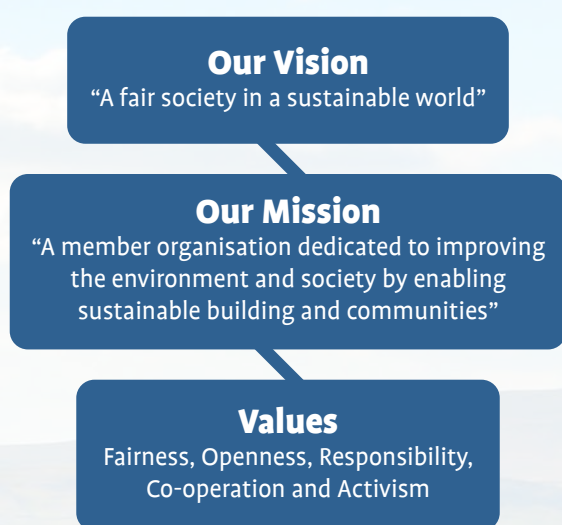 Our Vision
“A fair society in a sustainable world”
Our Mission
“A member organisation dedicated to improving
the environment and society by enabling
sustainable building and communities”
Values
Fairness, Openness, Responsibility,
Co-operation and Activism